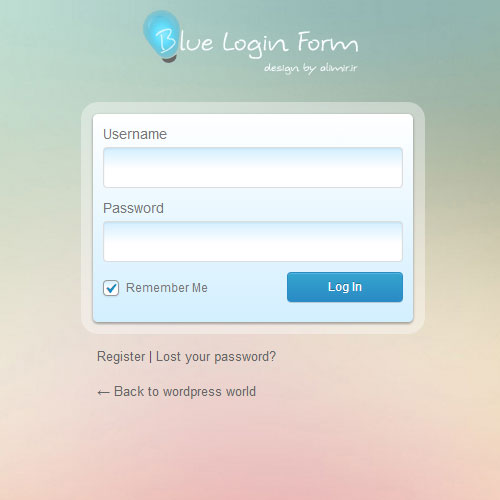 Blue Login Form
design by alimir.ir
Username
Password
Remember Me
Log In
Register | Lost your password?
← Back to wordpress world